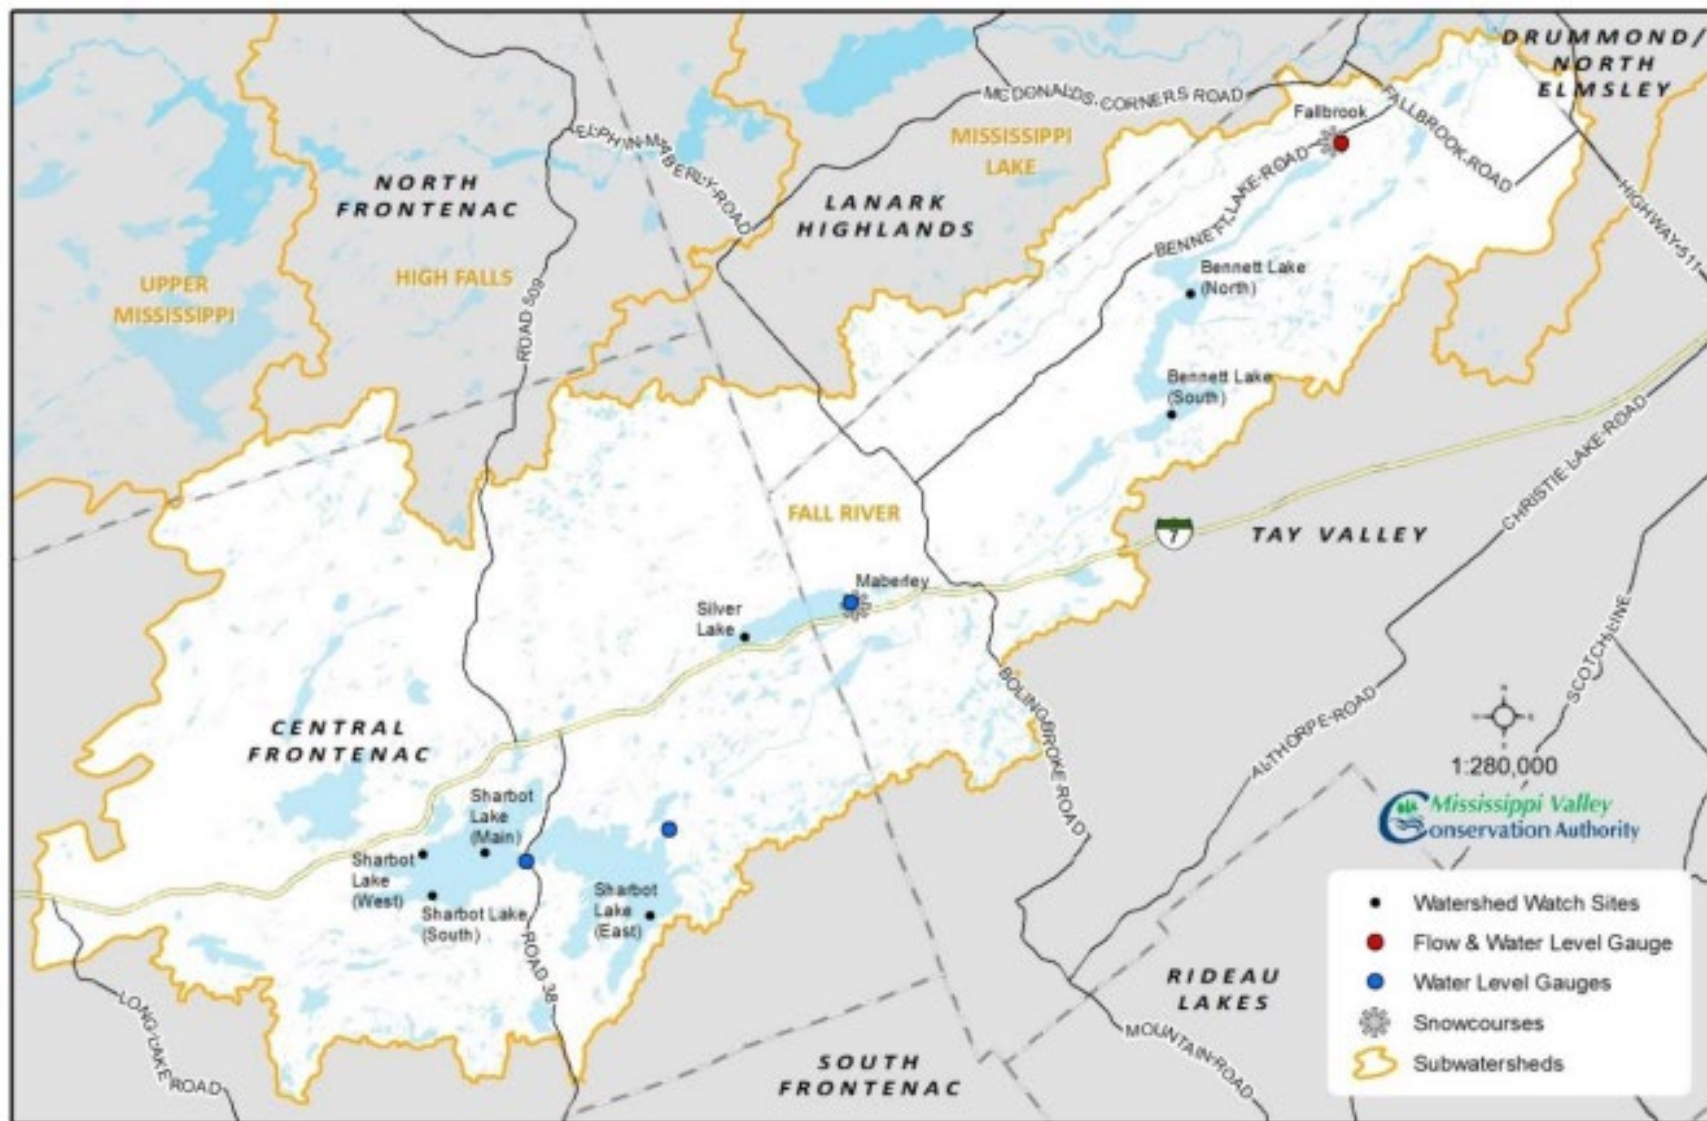 DRUMMOND/
NORTH
ELMSLEY
MCDONALDS-CORNERS ROAD
FALLBROOK-ROAD
Fallbrook
ELPHIN-MABERLY-ROAD
MISSISSIPPI
LAKE
NORTH
FRONTENAC
LANARK
HIGHLANDS
BENNETT LAKE-ROAD
HIGHWAY-511
UPPER
MISSISSIPPI
HIGH FALLS
ROAD 509
Bennett Lake
(North)
Bennett Lake
(South)
CHRISTIE-LAKE-ROAD
FALL RIVER
7
TAY VALLEY
Maberley
Silver
Lake
SCOTCH-LINE
BOLINGBROKE-ROAD
ALTHORPE-ROAD
CENTRAL
FRONTENAC
1:280,000
Mississippi Valley
Conservation Authority
Sharbot
Lake
(Main)
Sharbot
Lake
(West)
Sharbot Lake
(South)
Sharbot
Lake
(East)
ROAD 38
LONG-LAKE-ROAD
RIDEAU
LAKES
MOUNTAIN-ROAD
SOUTH
FRONTENAC
Watershed Watch Sites
Flow & Water Level Gauge
Water Level Gauges
Snowcourses
Subwatersheds